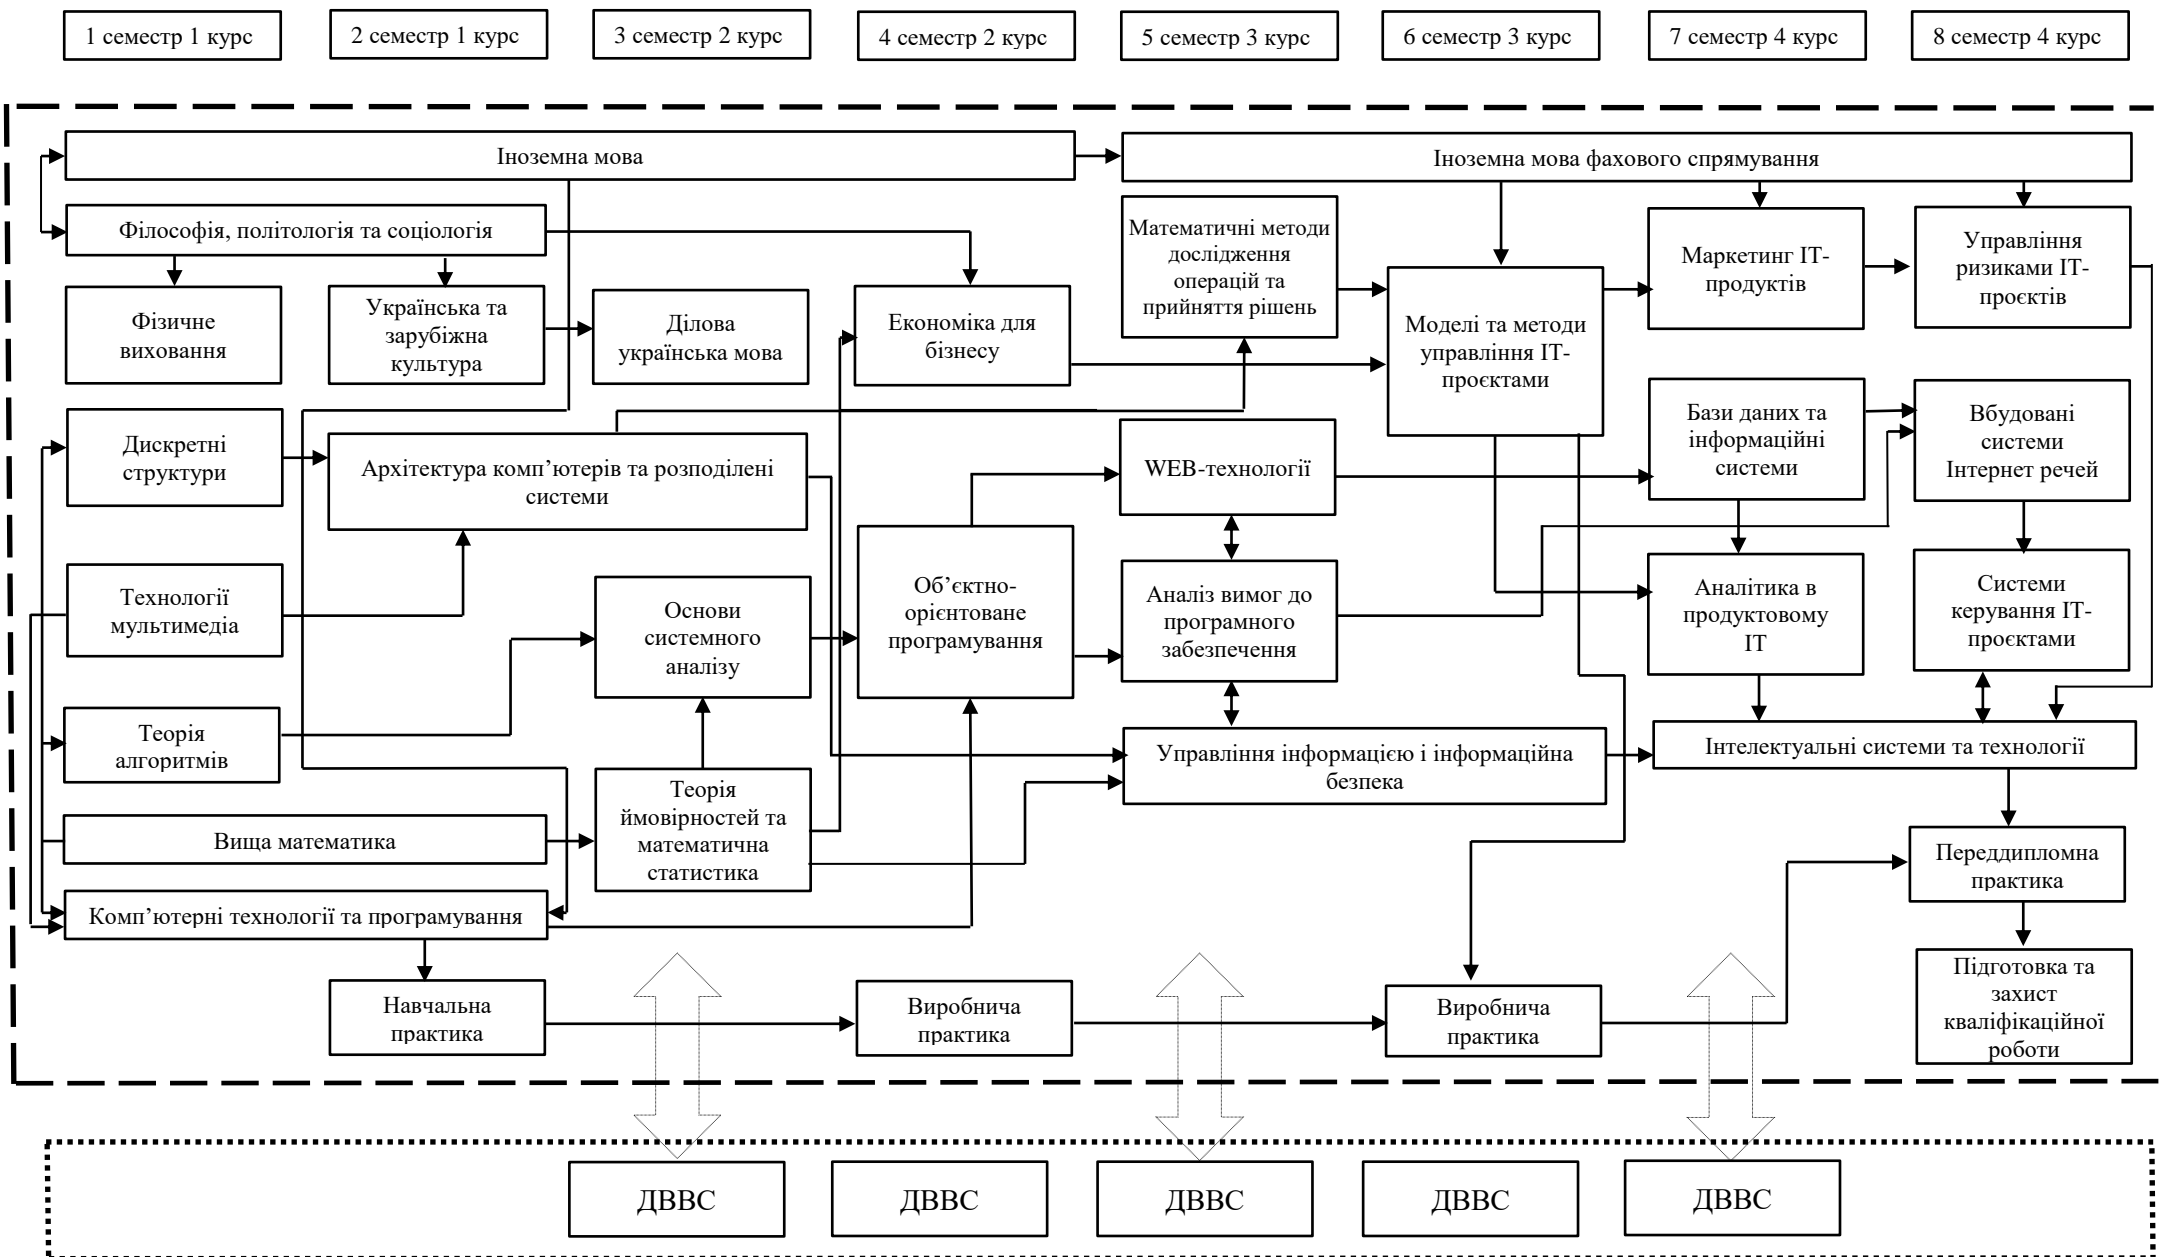 1 семестр 1 курс
2 семестр 1 курс
3 семестр 2 курс
4 семестр 2 курс
5 семестр 3 курс
6 семестр 3 курс
7 семестр 4 курс
8 семестр 4 курс
Іноземна мова
Іноземна мова фахового спрямування
Філософія, політологія та соціологія
Математичні методи
дослідження
операцій та
прийняття рішень
Маркетинг ІТ-
продуктів
Управління
ризиками ІТ-
проєктів
Фізичне
виховання
Українська та
зарубіжна
культура
Ділова
українська мова
Економіка для
бізнесу
Моделі та методи
управління ІТ-
проєктами
Дискретні
структури
Архітектура комп’ютерів та розподілені
системи
WEB-технології
Бази даних та
інформаційні
системи
Вбудовані
системи
Інтернет речей
Технології
мультимедіа
Основи
системного
аналізу
Об’єктно-
орієнтоване
програмування
Аналіз вимог до
програмного
забезпечення
Аналітика в
продуктовому
ІТ
Системи
керування ІТ-
проєктами
Теорія
алгоритмів
Управління інформацією і інформаційна
безпека
Інтелектуальні системи та технології
Вища математика
Теорія
ймовірностей та
математична
статистика
Переддипломна
практика
Комп’ютерні технології та програмування
Навчальна
практика
Виробнича
практика
Виробнича
практика
Підготовка та
захист
кваліфікаційної
роботи
ДВВС
ДВВС
ДВВС
ДВВС
ДВВС